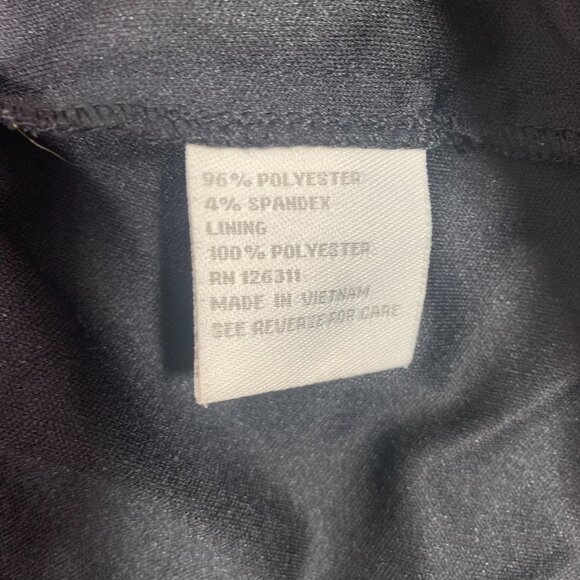 96% POLYESTER
4% SPANDEX
LINING
100% POLYESTER
RN 126311
MADE IN VIETNAM
SEE REVERSE FOR CARE